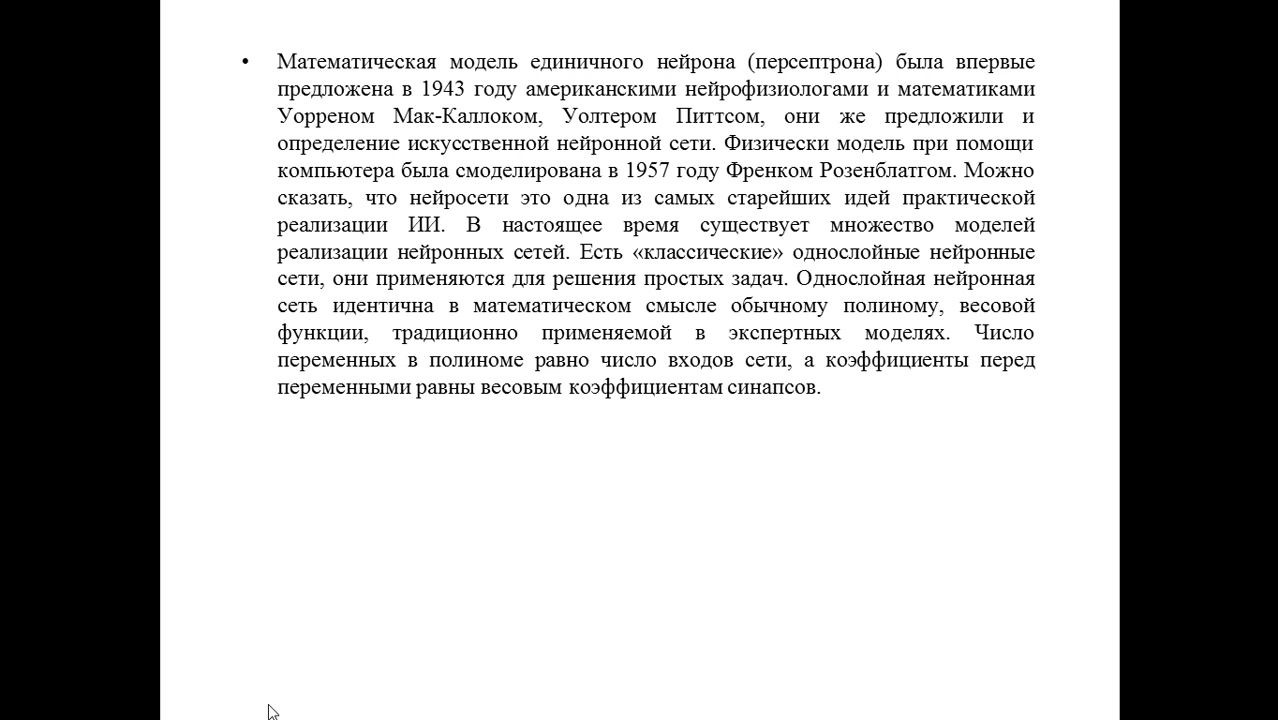 • Математическая модель единичного нейрона (персептрона) была впервые
предложена в 1943 году американскими нейрофизиологами и математиками
Уорреном Мак-Каллоком, Уолтером Питтсом, они же предложили и
определение искусственной нейронной сети. Физически модель при помощи
компьютера была смоделирована в 1957 году Френком Розенблатгом. Можно
сказать, что нейросети это одна из самых старейших идей практической
реализации ИИ. В настоящее время существует множество моделей
реализации нейронных сетей. Есть «классические» однослойные нейронные
сети, они применяются для решения простых задач. Однослойная нейронная
сеть идентична в математическом смысле обычному полиному, весовой
функции, традиционно применяемой в экспертных моделях. Число
переменных в полиноме равно число входов сети, а коэффициенты перед
переменными равны весовым коэффициентам синапсов.